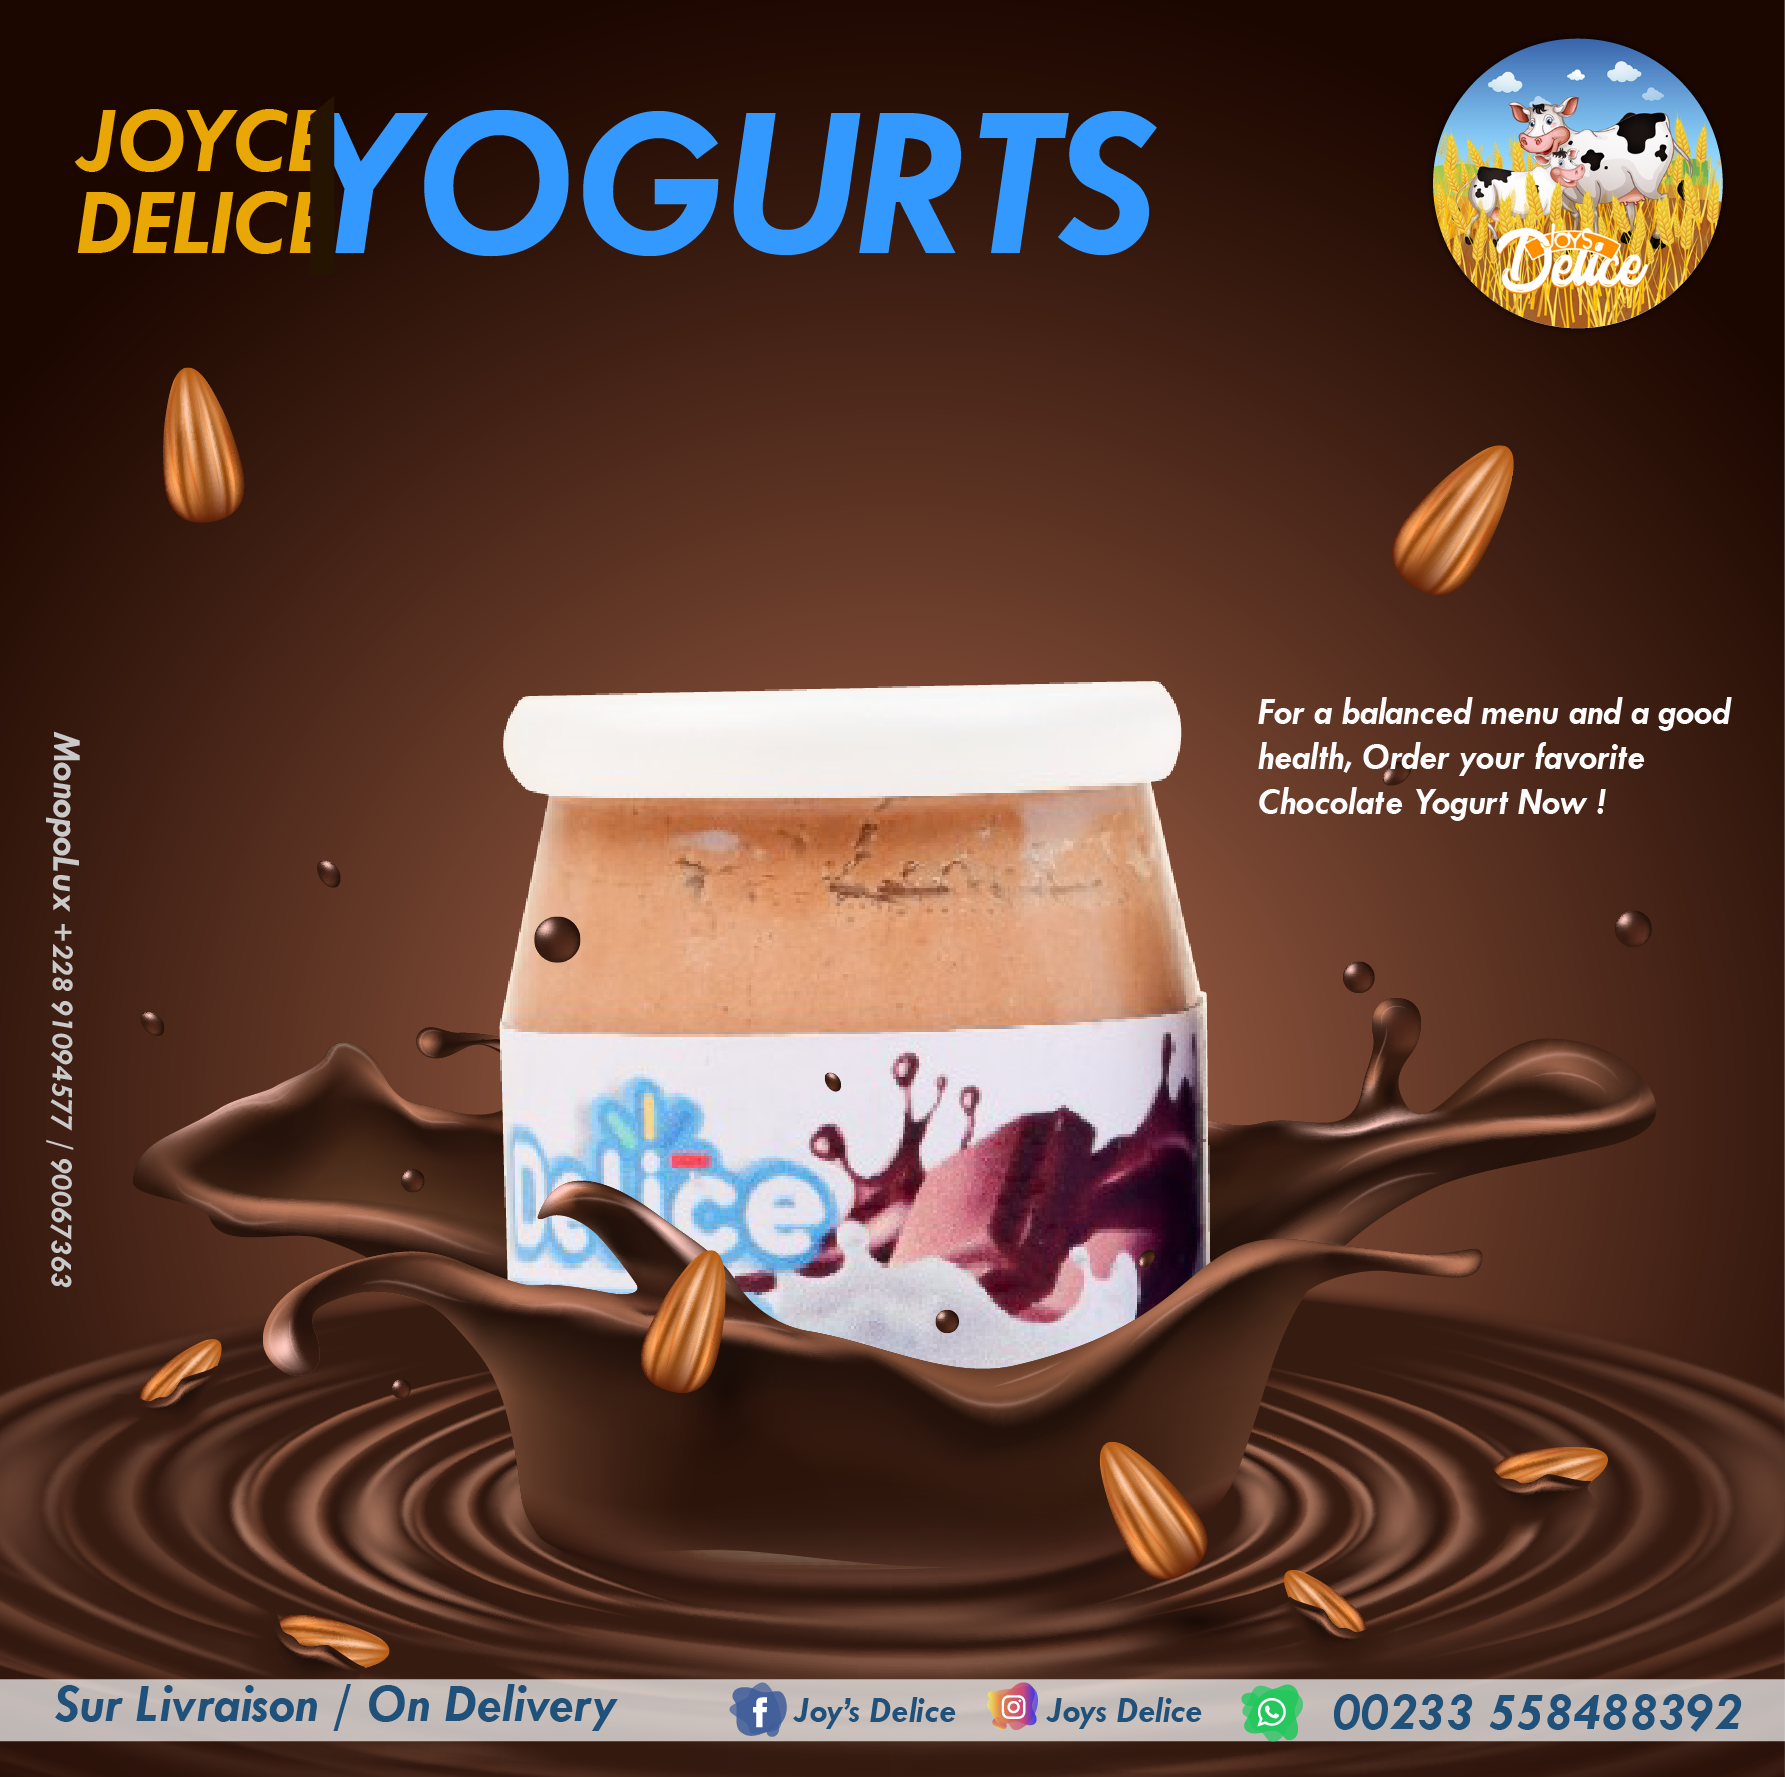 JOYCE
DELICE
YOGURTS
JOYS
Delice
For a balanced menu and a good
health, Order your favorite
Chocolate Yogurt Now !
MonopoLux +228 91094577 / 90067363
Delice
Sur Livraison / On Delivery
Joy's Delice
Joys Delice
00233 558488392